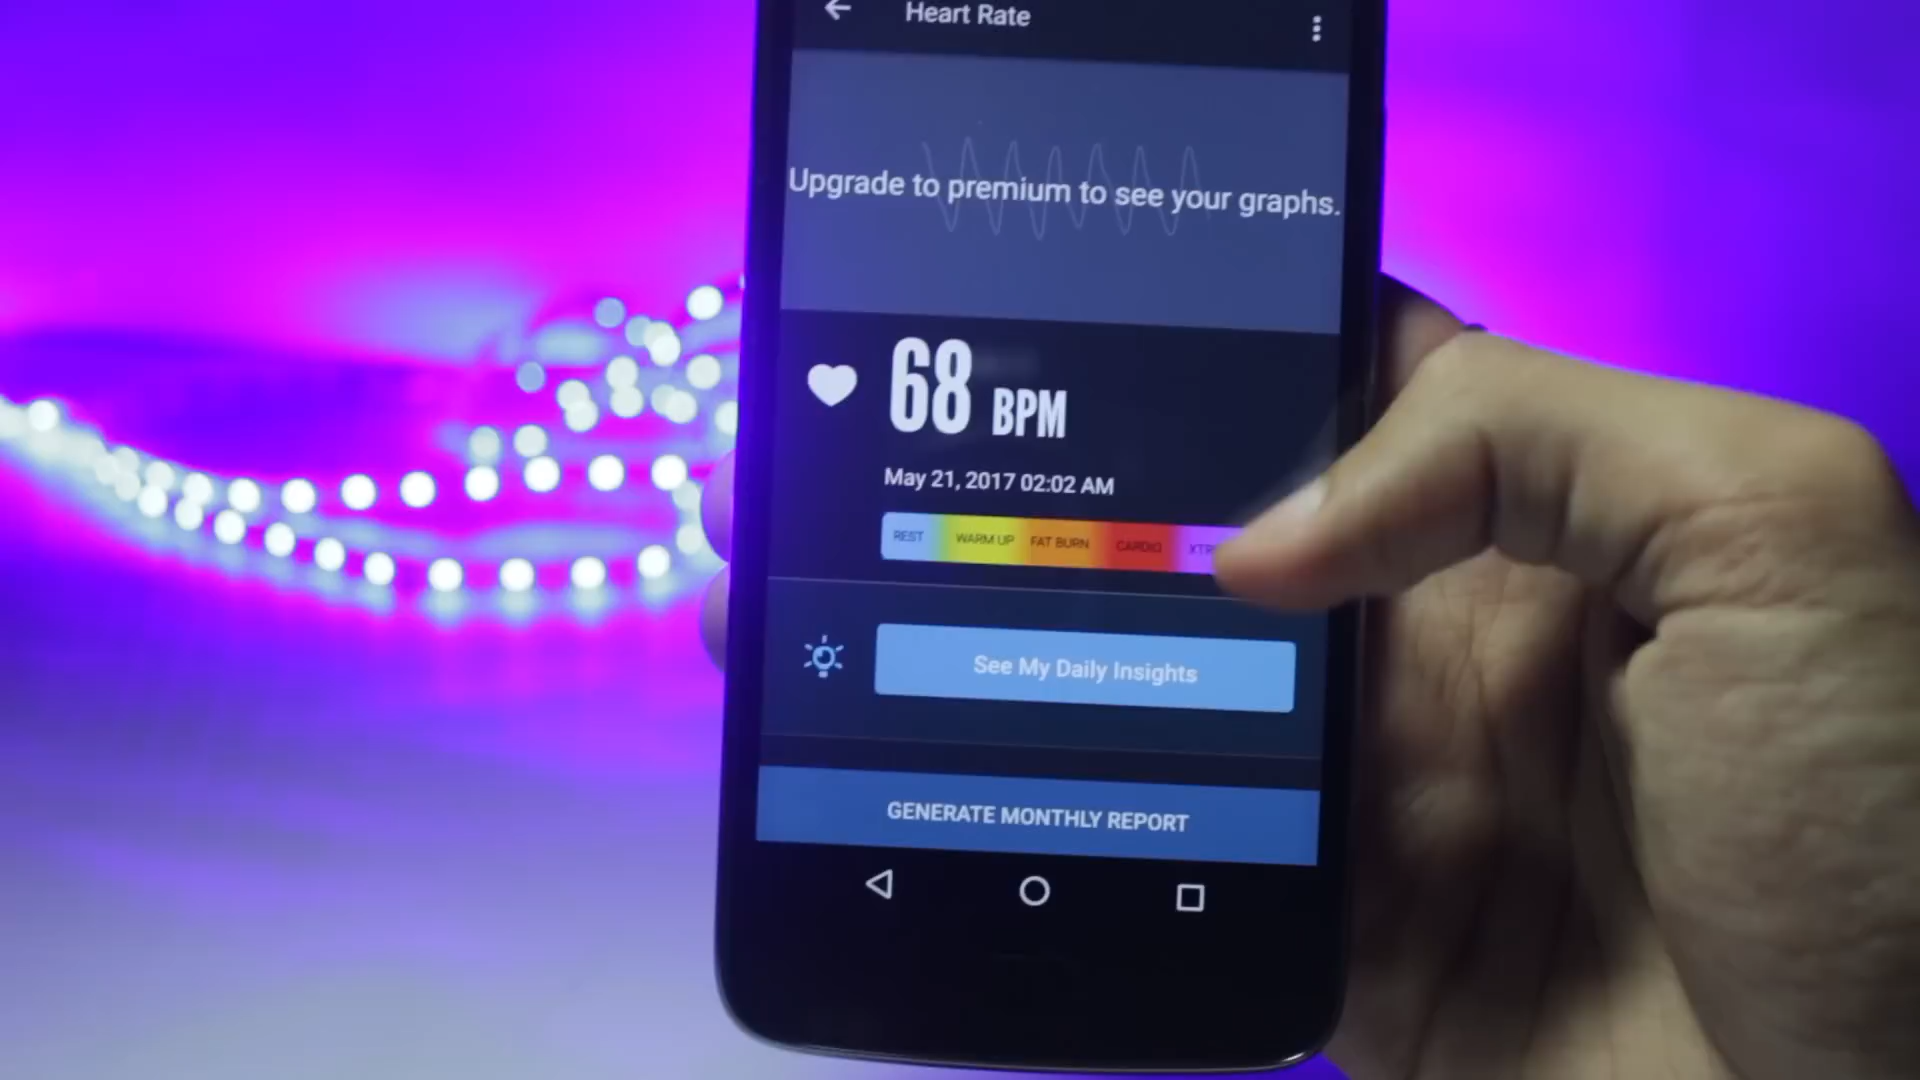 Heart Rate
Upgrade to premium to see your graphs.
68 BPM
May 21, 2017 02:02 AM
REST WARM UP FAT BURN CARDIO
See My Daily Insights
GENERATE MONTHLY REPORT